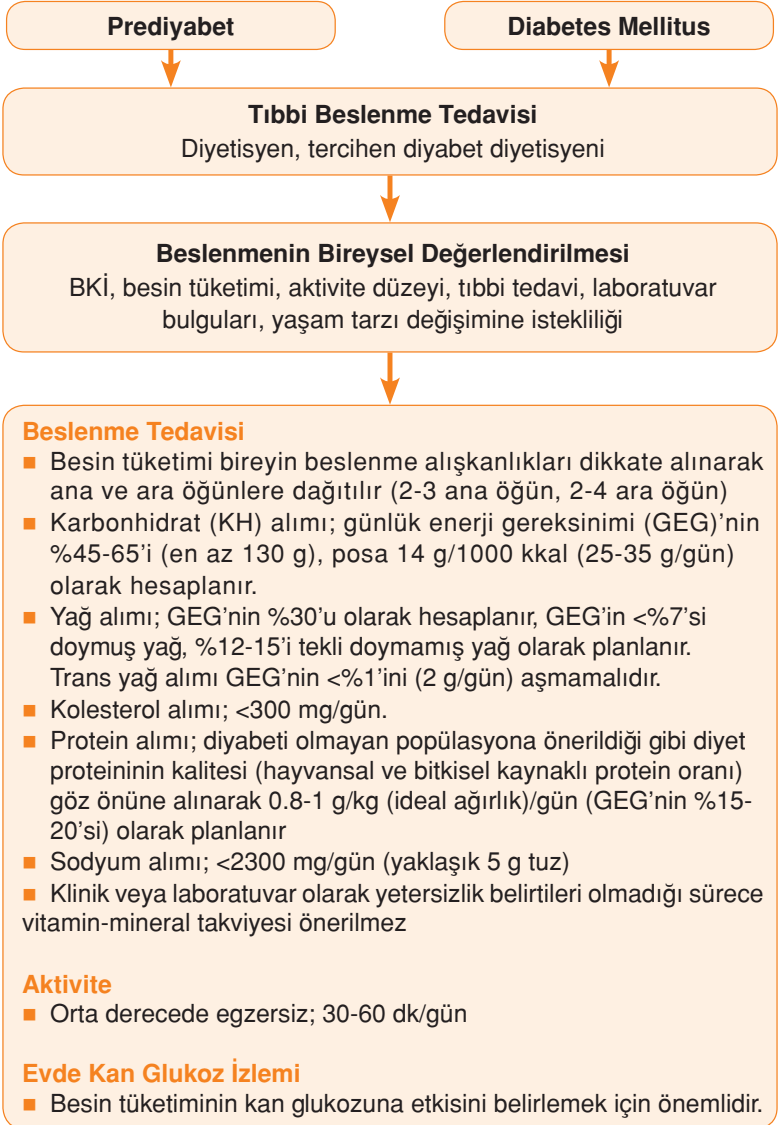 Prediyabet
Diabetes Mellitus
Tıbbi Beslenme Tedavisi
Diyetisyen, tercihen diyabet diyetisyeni
Beslenmenin Bireysel Değerlendirilmesi
BKİ, besin tüketimi, aktivite düzeyi, tıbbi tedavi, laboratuvar
bulguları, yaşam tarzı değişimine istekliliği
Beslenme Tedavisi
■ Besin tüketimi bireyin beslenme alışkanlıkları dikkate alınarak
ana ve ara öğünlere dağıtılır (2-3 ana öğün, 2-4 ara öğün)
■ Karbonhidrat (KH) alımı; günlük enerji gereksinimi (GEG)’nin
%45-65’i (en az 130 g), posa 14 g/1000 kkal (25-35 g/gün)
olarak hesaplanır.
■ Yağ alımı; GEG’nin %30’u olarak hesaplanır, GEG’in <%7’si
doymuş yağ, %12-15’i tekli doymamış yağ olarak planlanır.
Trans yağ alımı GEG’nin <%1’ini (2 g/gün) aşmamalıdır.
■ Kolesterol alımı; <300 mg/gün.
■ Protein alımı; diyabeti olmayan popülasyona önerildiği gibi diyet
proteininin kalitesi (hayvansal ve bitkisel kaynaklı protein oranı)
göz önüne alınarak 0.8-1 g/kg (ideal ağırlık)/gün (GEG’nin %15-
20’si) olarak planlanır
■ Sodyum alımı; <2300 mg/gün (yaklaşık 5 g tuz)
■ Klinik veya laboratuvar olarak yetersizlik belirtileri olmadığı sürece
vitamin-mineral takviyesi önerilmez
Aktivite
■ Orta derecede egzersiz; 30-60 dk/gün
Evde Kan Glukoz İzlemi
■ Besin tüketiminin kan glukozuna etkisini belirlemek için önemlidir.